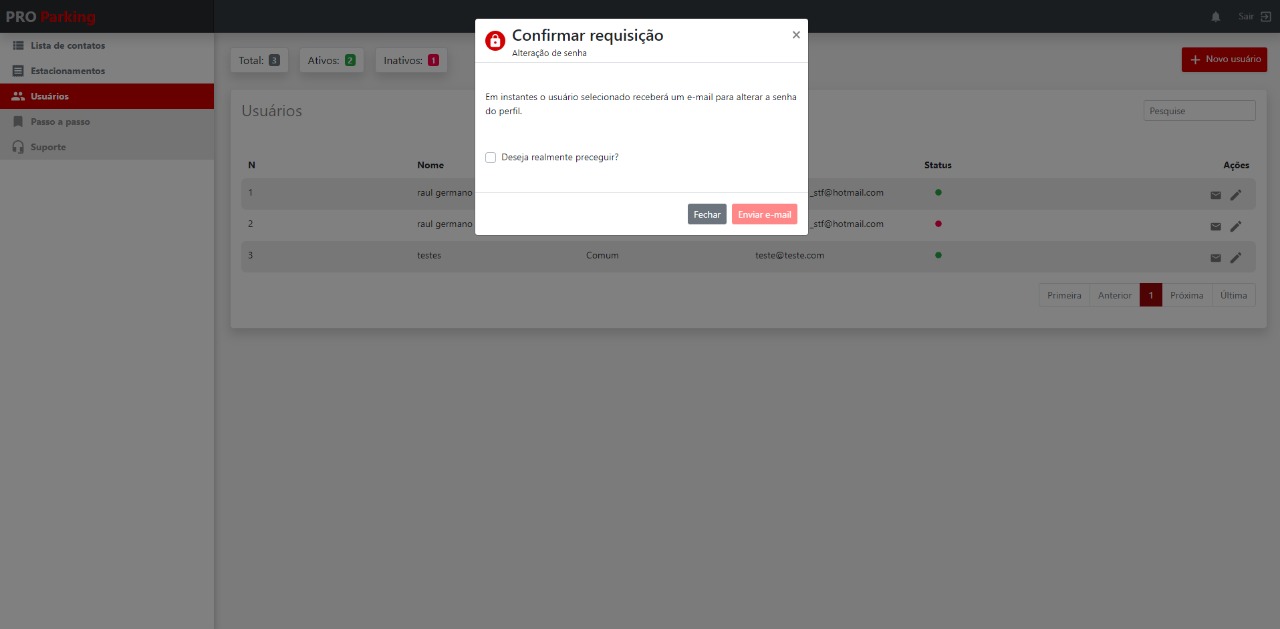 PRO Parking
Sair
Lista de contatos
Estacionamentos
Usuários
Passo a passo
Suporte
Total: 3
Ativos: 2
Inativos: 1
Novo usuário
Confirmar requisição
×
Alteração de senha
Em instantes o usuário selecionado receberá um e-mail para alterar a senha
do perfil.
Deseja realmente preceguir?
Fechar
Enviar e-mail
Usuários
Pesquise
N Nome Status Ações
1 raul germano _stf@hotmail.com
2 raul germano _stf@hotmail.com
3 testes Comum teste@teste.com
Primeira Anterior 1 Próxima Última